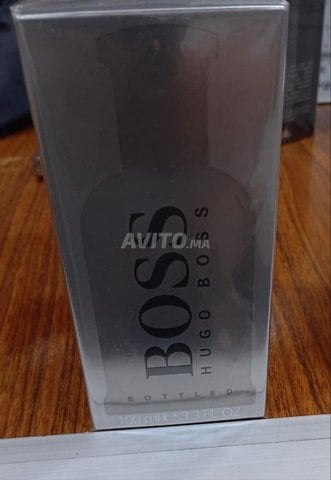 AVITO.MA
BOSS
HUGO BOSS
BOTTLED
100 ml ℮ 3.3 FL OZ